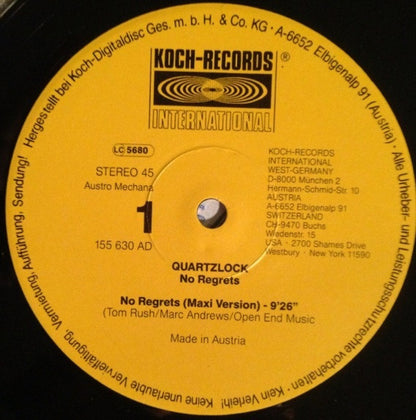 Hergestellt bei Koch-Digitaldisc Ges. m. b. H. & Co. KG · A-6652 Elbigenalp 91 (Austria) · Alle Urheber- und Leistungsschutzrechte vorbehalten · Kein Verleih! · Keine unerlaubte Vervielfältigung, Vermietung, Aufführung, Sendung!
KOCH-RECORDS ®
INTERNATIONAL
LC 5680
STEREO 45
Austro Mechana
1
155 630 AD
KOCH-RECORDS
INTERNATIONAL
WEST-GERMANY
D-8000 München 2
Hermann-Schmid-Str. 10
AUSTRIA
A-6652 Elbigenalp 91
SWITZERLAND
CH-9470 Buchs
Wiedenstr. 15
USA · 2700 Shames Drive
Westbury · New York 11590
QUARTZLOCK
No Regrets
No Regrets (Maxi Version) - 9'26"
(Tom Rush/Marc Andrews/Open End Music)
Made in Austria